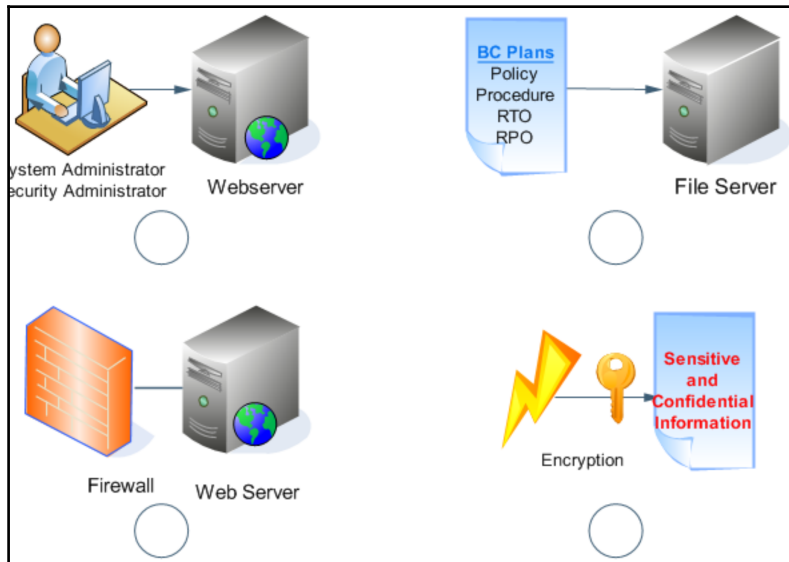 ystem Administrator
ecurity Administrator
Webserver
BC Plans
Policy
Procedure
RTO
RPO
File Server
Firewall
Web Server
Encryption
Sensitive
and
Confidential
Information